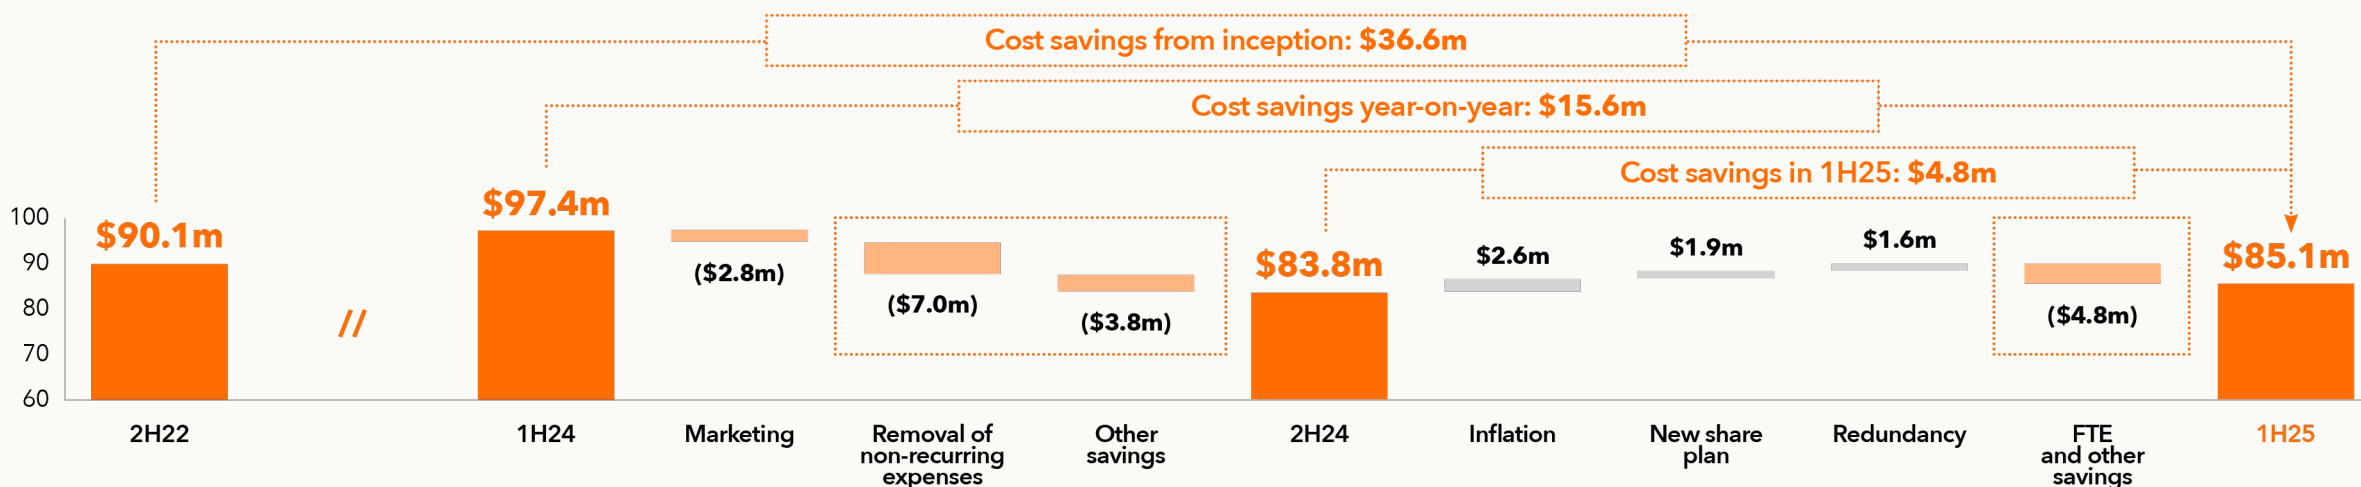 Cost savings from inception: $36.6m
Cost savings year-on-year: $15.6m
Cost savings in 1H25: $4.8m
100
90
80
70
60
$90.1m
$97.4m
($2.8m)
($7.0m)
($3.8m)
$83.8m
$2.6m
$1.9m
$1.6m
($4.8m)
$85.1m
//
2H22
1H24
Marketing
Removal of
non-recurring
expenses
Other
savings
2H24
Inflation
New share
plan
Redundancy
FTE
and other
savings
1H25